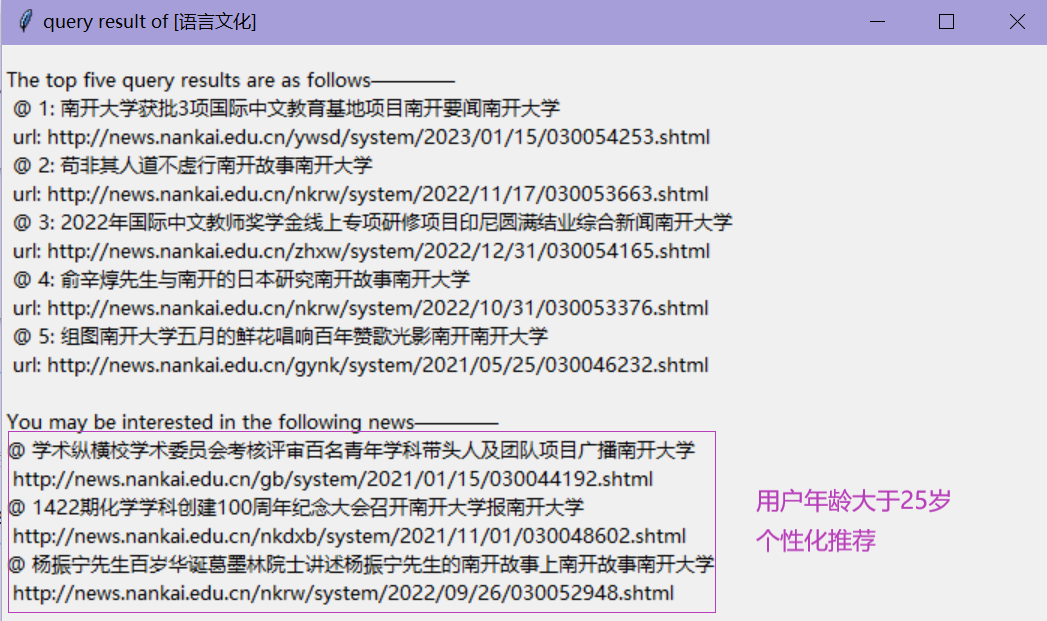 query result of [语言文化]
The top five query results are as follows————
@ 1: 南开大学获批3项国际中文教育基地项目南开要闻南开大学
url: http://news.nankai.edu.cn/ywsd/system/2023/01/15/030054253.shtml
@ 2: 苟非其人道不虚行南开故事南开大学
url: http://news.nankai.edu.cn/nkrw/system/2022/11/17/030053663.shtml
@ 3: 2022年国际中文教师奖学金线上专项研修项目印尼圆满结业综合新闻南开大学
url: http://news.nankai.edu.cn/zhxw/system/2022/12/31/030054165.shtml
@ 4: 俞辛焞先生与南开的日本研究南开故事南开大学
url: http://news.nankai.edu.cn/nkrw/system/2022/10/31/030053376.shtml
@ 5: 组图南开大学五月的鲜花唱响百年赞歌光影南开南开大学
url: http://news.nankai.edu.cn/gynk/system/2021/05/25/030046232.shtml
You may be interested in the following news————
@ 学术纵横校学术委员会考核评审百名青年学科带头人及团队项目广播南开大学
http://news.nankai.edu.cn/gb/system/2021/01/15/030044192.shtml
@ 1422期化学学科创建100周年纪念大会召开南开大学报南开大学
http://news.nankai.edu.cn/nkdxb/system/2021/11/01/030048602.shtml
@ 杨振宁先生百岁华诞葛墨林院士讲述杨振宁先生的南开故事上南开故事南开大学
http://news.nankai.edu.cn/nkrw/system/2022/09/26/030052948.shtml
用户年龄大于25岁
个性化推荐